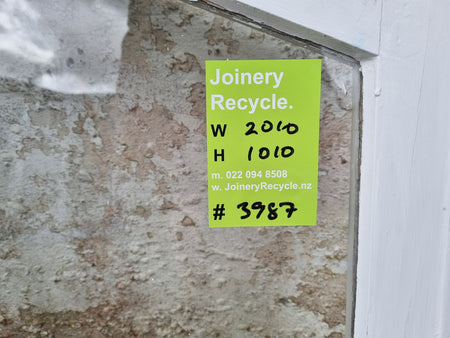 Joinery
Recycle.
W 2010
H 1010
m. 022 094 8508
w. JoineryRecycle.nz
# 3987